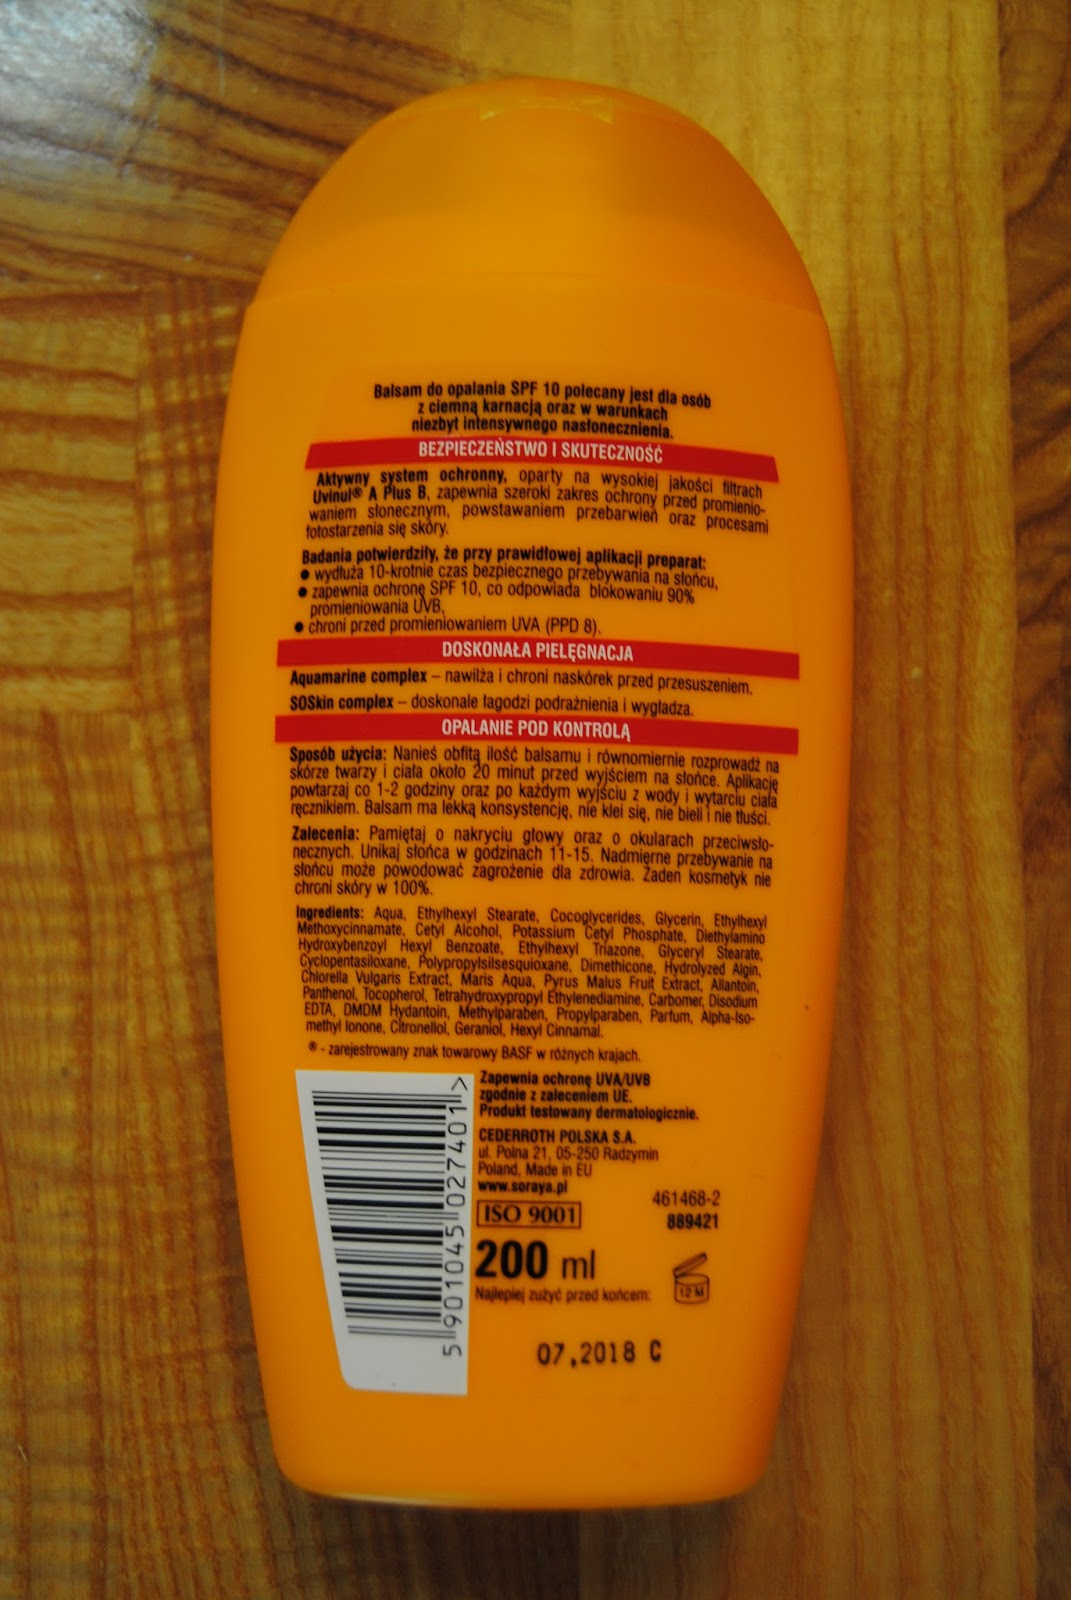 Balsam do opalania SPF 10 polecany jest dla osób
z ciemną karnacją oraz w warunkach
niezbyt intensywnego nasłonecznienia.
BEZPIECZEŃSTWO I SKUTECZNOŚĆ
Aktywny system ochronny, oparty na wysokiej jakości filtrach
Uvinul® A Plus B, zapewnia szeroki zakres ochrony przed promienio-
waniem słonecznym, powstawaniem przebarwień oraz procesami
fotostarzenia się skóry.
Badania potwierdziły, że przy prawidłowej aplikacji preparat:
● wydłuża 10-krotnie czas bezpiecznego przebywania na słońcu,
● zapewnia ochronę SPF 10, co odpowiada blokowaniu 90%
promieniowania UVB,
● chroni przed promieniowaniem UVA (PPD 8).
DOSKONAŁA PIELĘGNACJA
Aquamarine complex – nawilża i chroni naskórek przed przesuszeniem.
SOSkin complex – doskonale łagodzi podrażnienia i wygładza.
OPALANIE POD KONTROLĄ
Sposób użycia: Nanieś obfitą ilość balsamu i równomiernie rozprowadź na
skórze twarzy i ciała około 20 minut przed wyjściem na słońce. Aplikację
powtarzaj co 1-2 godziny oraz po każdym wyjściu z wody i wytarciu ciała
ręcznikiem. Balsam ma lekką konsystencję, nie klei się, nie bieli i nie tłuści.
Zalecenia: Pamiętaj o nakryciu głowy oraz o okularach przeciwsło-
necznych. Unikaj słońca w godzinach 11-15. Nadmierne przebywanie na
słońcu może powodować zagrożenie dla zdrowia. Żaden kosmetyk nie
chroni skóry w 100%.
Ingredients: Aqua, Ethylhexyl Stearate, Cocoglycerides, Glycerin, Ethylhexyl
Methoxycinnamate, Cetyl Alcohol, Potassium Cetyl Phosphate, Diethylamino
Hydroxybenzoyl Hexyl Benzoate, Ethylhexyl Triazone, Glyceryl Stearate,
Cyclopentasiloxane, Polypropylsilsesquioxane, Dimethicone, Hydrolyzed Algin,
Chlorella Vulgaris Extract, Maris Aqua, Pyrus Malus Fruit Extract, Allantoin,
Panthenol, Tocopherol, Tetrahydroxypropyl Ethylenediamine, Carbomer, Disodium
EDTA, DMDM Hydantoin, Methylparaben, Propylparaben, Parfum, Alpha-Iso-
methyl Ionone, Citronellol, Geraniol, Hexyl Cinnamal.
® - zarejestrowany znak towarowy BASF w różnych krajach.
Zapewnia ochronę UVA/UVB
zgodnie z zaleceniem UE.
Produkt testowany dermatologicznie.
CEDERROTH POLSKA S.A.
ul. Polna 21, 05-250 Radzymin
Poland, Made in EU
www.soraya.pl
461468-2
ISO 9001
889421
200 ml
12 M
Najlepiej zużyć przed końcem:
07,2018 C
5 901045 027401 >